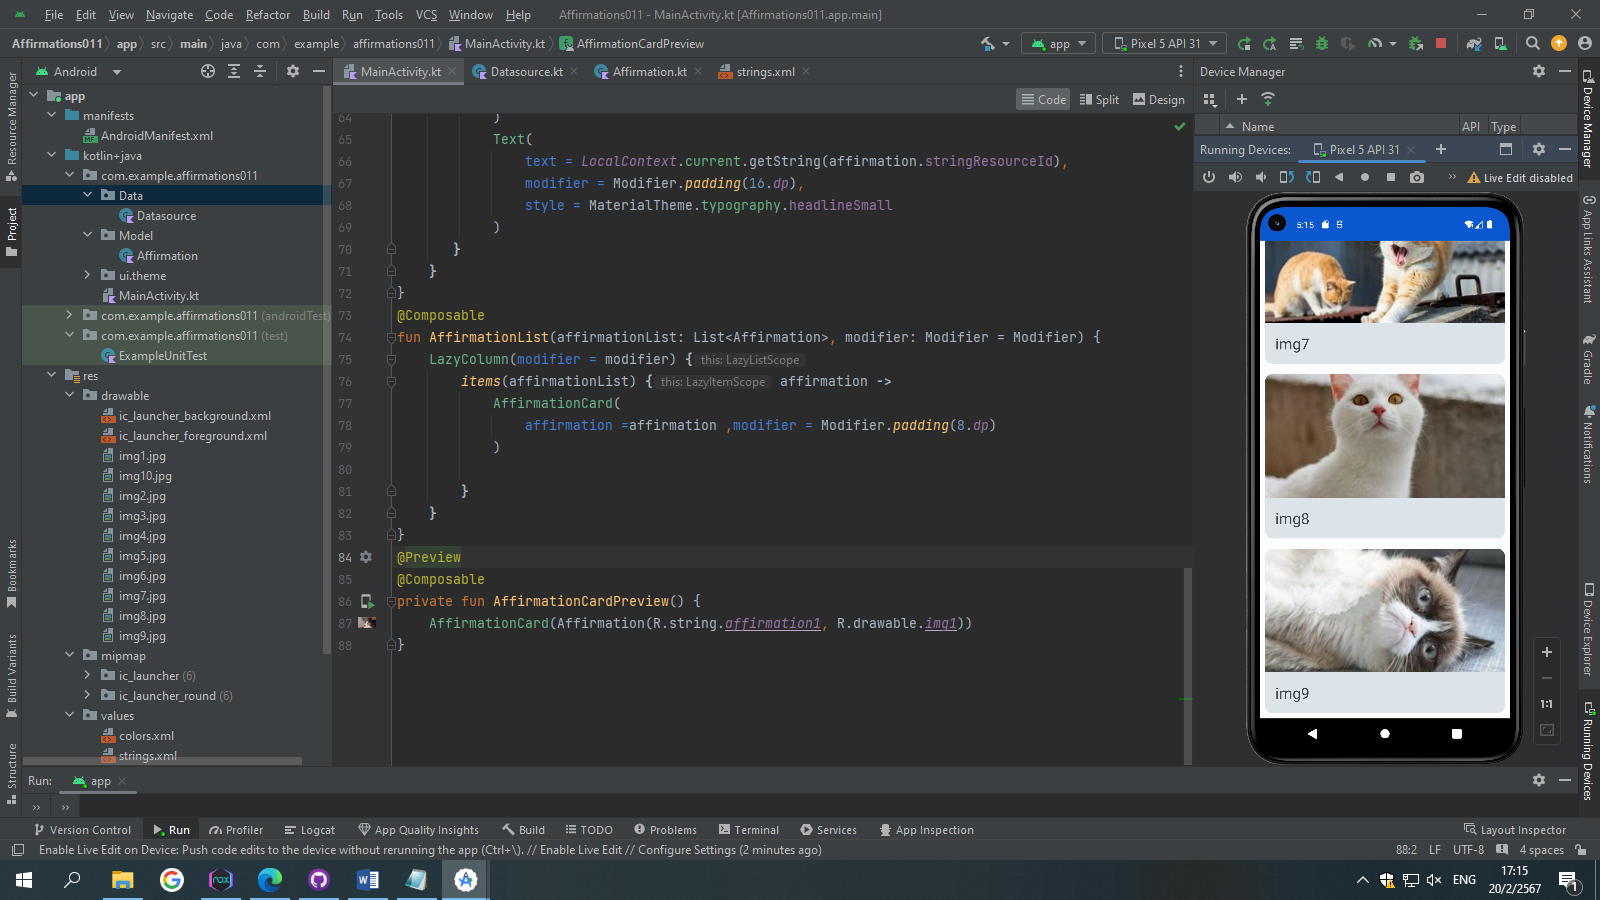 File Edit View Navigate Code Refactor Build Run Tools VCS Window Help Affirmations011 - MainActivity.kt [Affirmations011.app.main]
Affirmations011 app src main java com example affirmations011 MainActivity.kt AffirmationCardPreview app Pixel 5 API 31
Android MainActivity.kt Datasource.kt Affirmation.kt strings.xml Device Manager
Code Split Design
Name API Type
Running Devices: Pixel 5 API 31
Live Edit disabled
Resource Manager
Project
Bookmarks
Build Variants
Structure
app
manifests
AndroidManifest.xml
kotlin+java
com.example.affirmations011
Data
Datasource
Model
Affirmation
ui.theme
MainActivity.kt
com.example.affirmations011 (androidTest)
com.example.affirmations011 (test)
ExampleUnitTest
res
drawable
ic_launcher_background.xml
ic_launcher_foreground.xml
img1.jpg
img10.jpg
img2.jpg
img3.jpg
img4.jpg
img5.jpg
img6.jpg
img7.jpg
img8.jpg
img9.jpg
mipmap
ic_launcher (6)
ic_launcher_round (6)
values
colors.xml
strings.xml
64 )
65 Text(
66 text = LocalContext.current.getString(affirmation.stringResourceId),
67 modifier = Modifier.padding(16.dp),
68 style = MaterialTheme.typography.headlineSmall
69 )
70 }
71 }
72 }
73 @Composable
74 fun AffirmationList(affirmationList: List<Affirmation>, modifier: Modifier = Modifier) {
75 LazyColumn(modifier = modifier) { this: LazyListScope
76 items(affirmationList) { this: LazyItemScope affirmation ->
77 AffirmationCard(
78 affirmation =affirmation ,modifier = Modifier.padding(8.dp)
79 )
80
81 }
82 }
83 }
84 @Preview
85 @Composable
86 private fun AffirmationCardPreview() {
87 AffirmationCard(Affirmation(R.string.affirmation1, R.drawable.img1))
88 }
5:15
img7
img8
img9
1:1
Device Manager
App Links Assistant
Gradle
Notifications
Device Explorer
Running Devices
Run: app
Version Control Run Profiler Logcat App Quality Insights Build TODO Problems Terminal Services App Inspection Layout Inspector
Enable Live Edit on Device: Push code edits to the device without rerunning the app (Ctrl+\). // Enable Live Edit // Configure Settings (2 minutes ago) 88:2 LF UTF-8 4 spaces
nox
ENG 17:15
20/2/2567
1